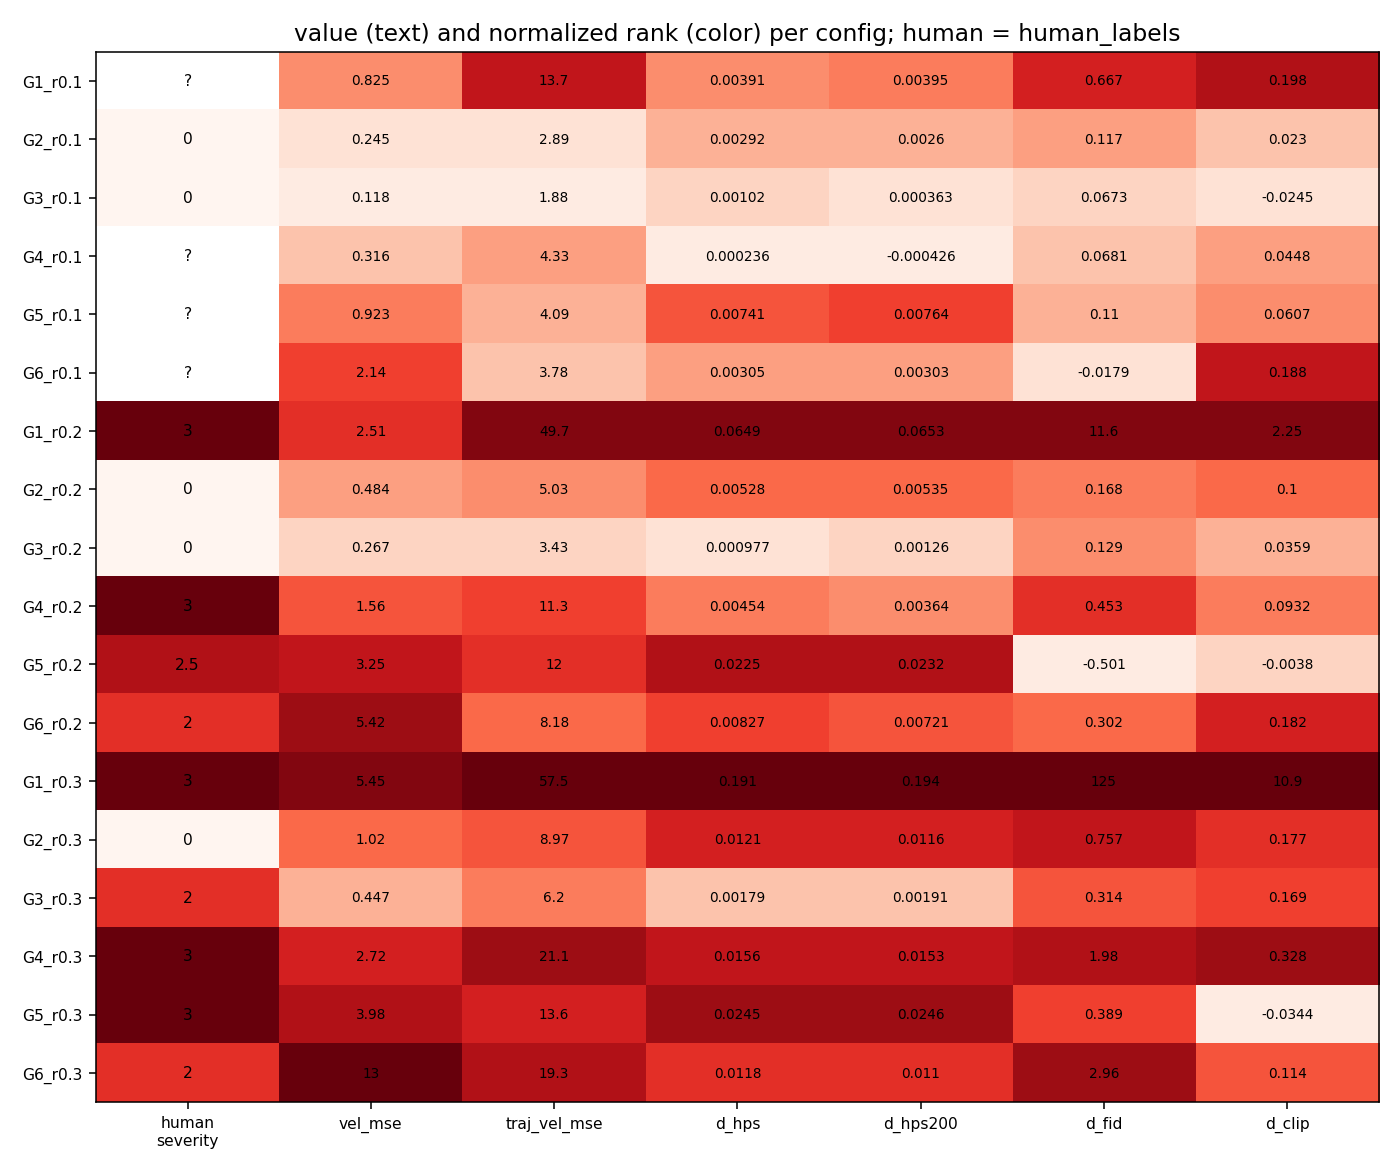 value (text) and normalized rank (color) per config; human = human_labels
G1_r0.1 ? 0.825 13.7 0.00391 0.00395 0.667 0.198
G2_r0.1 0 0.245 2.89 0.00292 0.0026 0.117 0.023
G3_r0.1 0 0.118 1.88 0.00102 0.000363 0.0673 -0.0245
G4_r0.1 ? 0.316 4.33 0.000236 -0.000426 0.0681 0.0448
G5_r0.1 ? 0.923 4.09 0.00741 0.00764 0.11 0.0607
G6_r0.1 ? 2.14 3.78 0.00305 0.00303 -0.0179 0.188
G1_r0.2 3 2.51 49.7 0.0649 0.0653 11.6 2.25
G2_r0.2 0 0.484 5.03 0.00528 0.00535 0.168 0.1
G3_r0.2 0 0.267 3.43 0.000977 0.00126 0.129 0.0359
G4_r0.2 3 1.56 11.3 0.00454 0.00364 0.453 0.0932
G5_r0.2 2.5 3.25 12 0.0225 0.0232 -0.501 -0.0038
G6_r0.2 2 5.42 8.18 0.00827 0.00721 0.302 0.182
G1_r0.3 3 5.45 57.5 0.191 0.194 125 10.9
G2_r0.3 0 1.02 8.97 0.0121 0.0116 0.757 0.177
G3_r0.3 2 0.447 6.2 0.00179 0.00191 0.314 0.169
G4_r0.3 3 2.72 21.1 0.0156 0.0153 1.98 0.328
G5_r0.3 3 3.98 13.6 0.0245 0.0246 0.389 -0.0344
G6_r0.3 2 13 19.3 0.0118 0.011 2.96 0.114
human vel_mse traj_vel_mse d_hps d_hps200 d_fid d_clip
severity